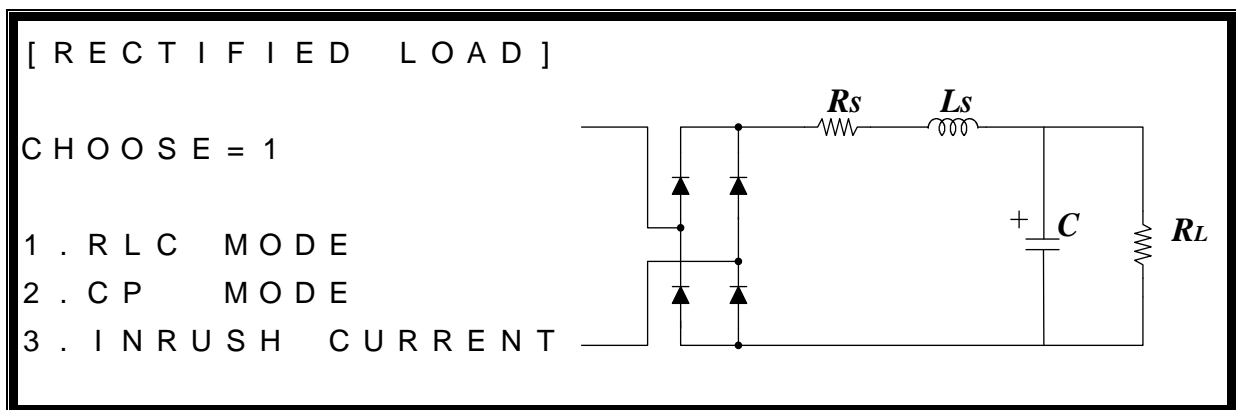 [RECTIFIED LOAD]
Rs Ls
CHOOSE=1
+ C RL
1.RLC MODE
2.CP MODE
3.INRUSH CURRENT